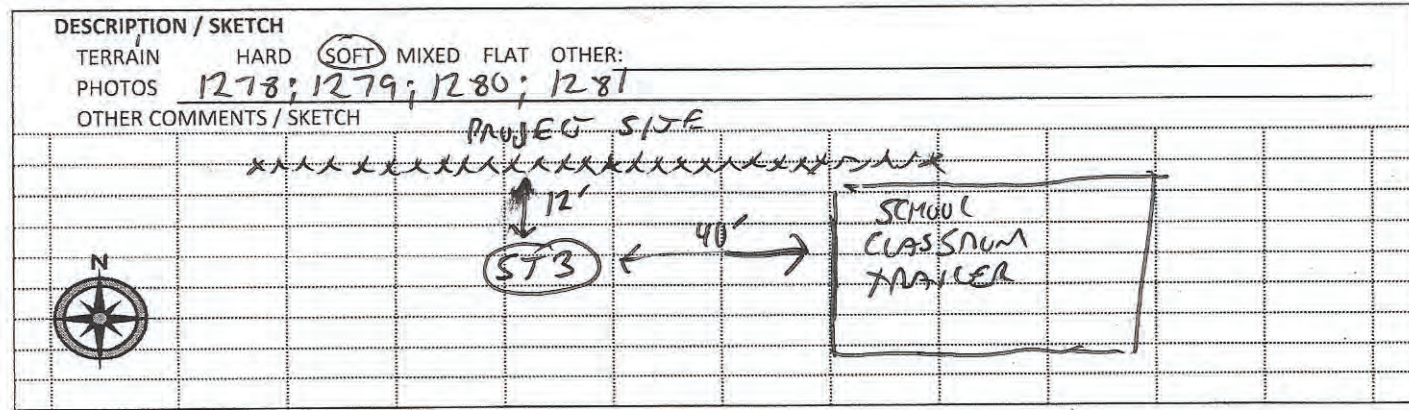 DESCRIPTION / SKETCH
TERRAIN HARD SOFT MIXED FLAT OTHER:
PHOTOS 1278; 1279; 1280; 1281
OTHER COMMENTS / SKETCH
PROJECT SITE
12'
SCHOOL
40'
CLASSROOM
ST3
TRAILER
N